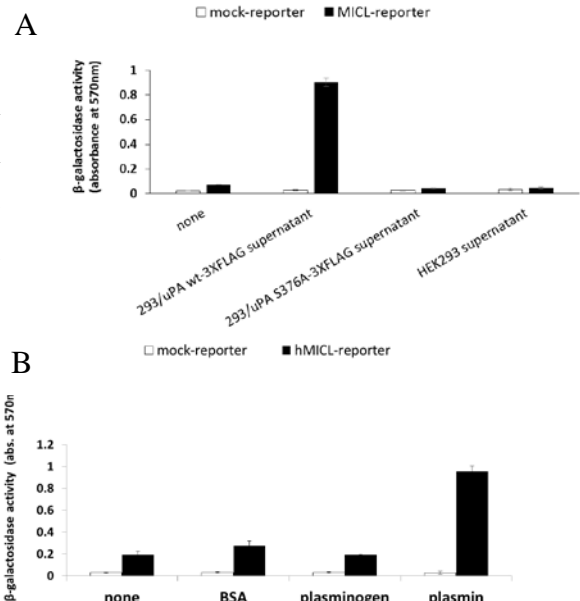 A
mock-reporter MICL-reporter
β-galactosidase activity
(absorbance at 570nm)
1
0.8
0.6
0.4
0.2
0
none
293/uPA wt-3XFLAG supernatant
293/uPA S376A-3XFLAG supernatant
HEK293 supernatant
mock-reporter hMICL-reporter
B
β-galactosidase activity (abs. at 570n
1.2
1
0.8
0.6
0.4
0.2
0
none BSA plasminogen plasmin